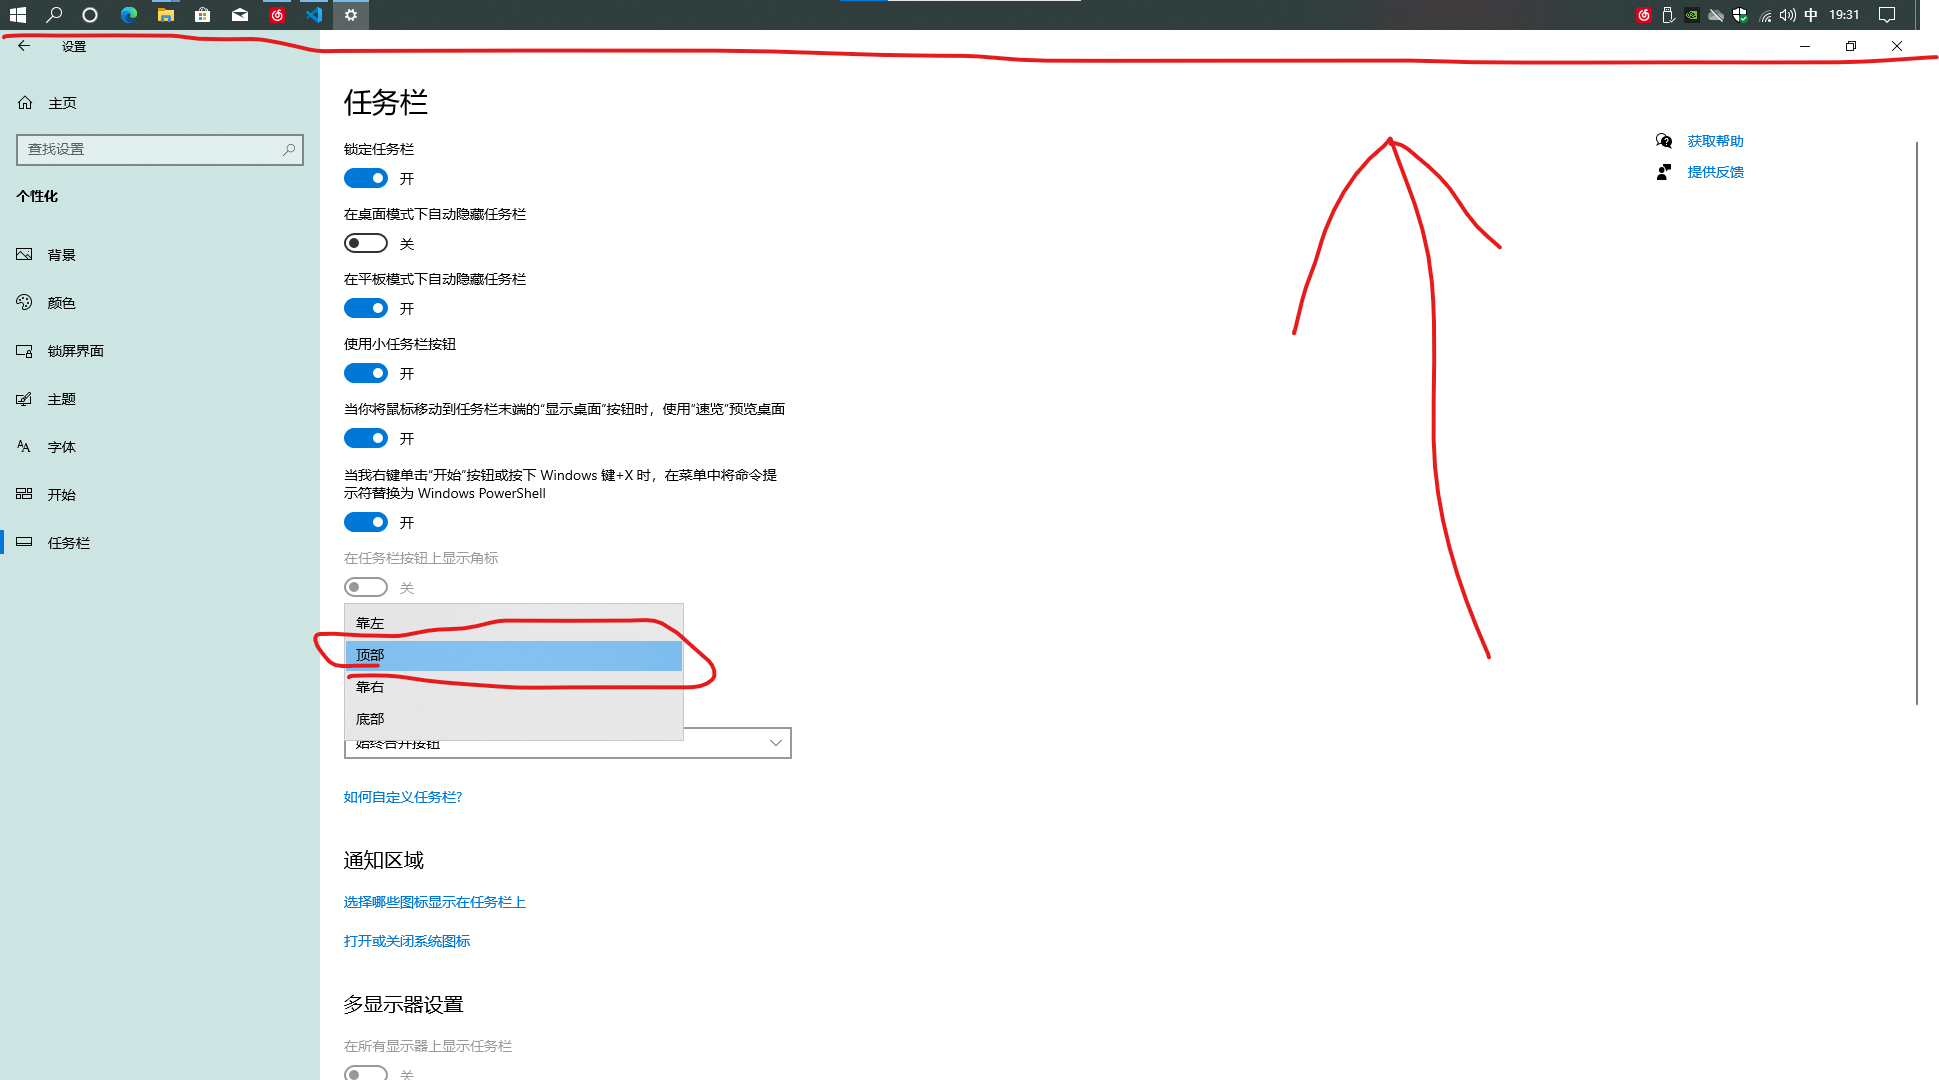 中
19:31
设置
主页
查找设置
个性化
背景
颜色
锁屏界面
主题
字体
开始
任务栏
任务栏
锁定任务栏
开
在桌面模式下自动隐藏任务栏
关
在平板模式下自动隐藏任务栏
开
使用小任务栏按钮
开
当你将鼠标移动到任务栏末端的"显示桌面"按钮时，使用"速览"预览桌面
开
当我右键单击"开始"按钮或按下 Windows 键+X 时，在菜单中将命令提
示符替换为 Windows PowerShell
开
在任务栏按钮上显示角标
关
靠左
顶部
靠右
底部
始终合并按钮
如何自定义任务栏?
通知区域
选择哪些图标显示在任务栏上
打开或关闭系统图标
多显示器设置
在所有显示器上显示任务栏
关
获取帮助
提供反馈